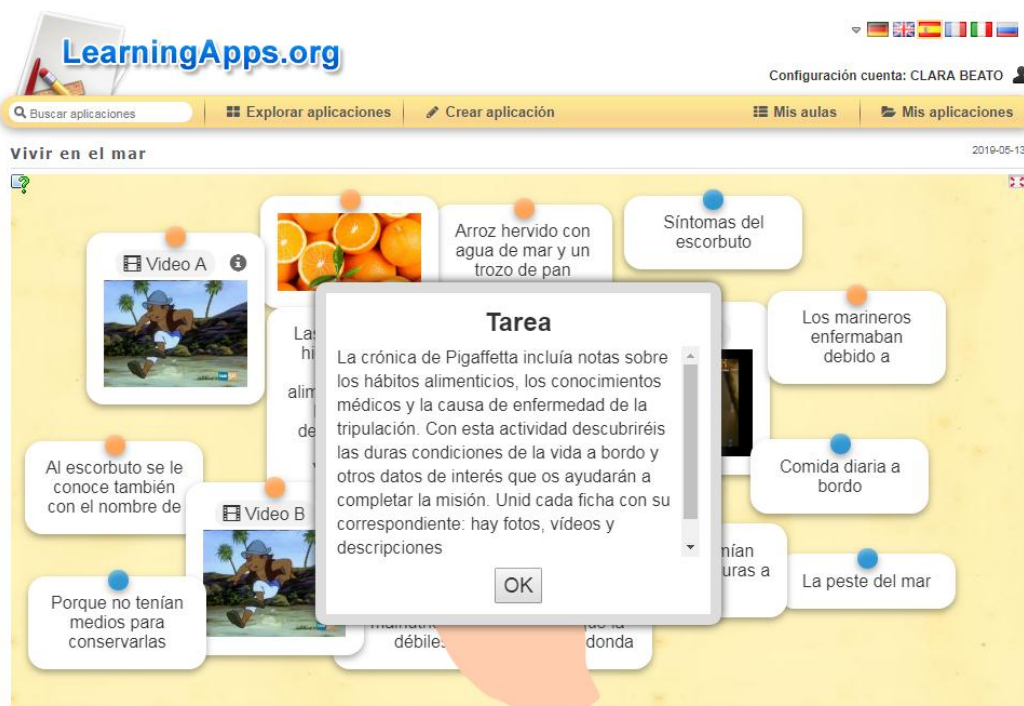 LearningApps.org
Configuración cuenta: CLARA BEATO
Buscar aplicaciones
Explorar aplicaciones
Crear aplicación
Mis aulas
Mis aplicaciones
Vivir en el mar
2019-05-13
Video A
Arroz hervido con
agua de mar y un
trozo de pan
Síntomas del
escorbuto
Los marineros
enfermaban
debido a
Tarea
La crónica de Pigaffetta incluía notas sobre
los hábitos alimenticios, los conocimientos
médicos y la causa de enfermedad de la
tripulación. Con esta actividad descubriréis
las duras condiciones de la vida a bordo y
otros datos de interés que os ayudarán a
completar la misión. Unid cada ficha con su
correspondiente: hay fotos, vídeos y
descripciones
OK
Al escorbuto se le
conoce también
con el nombre de
Video B
Comida diaria a
bordo
La peste del mar
Porque no tenían
medios para
conservarlas